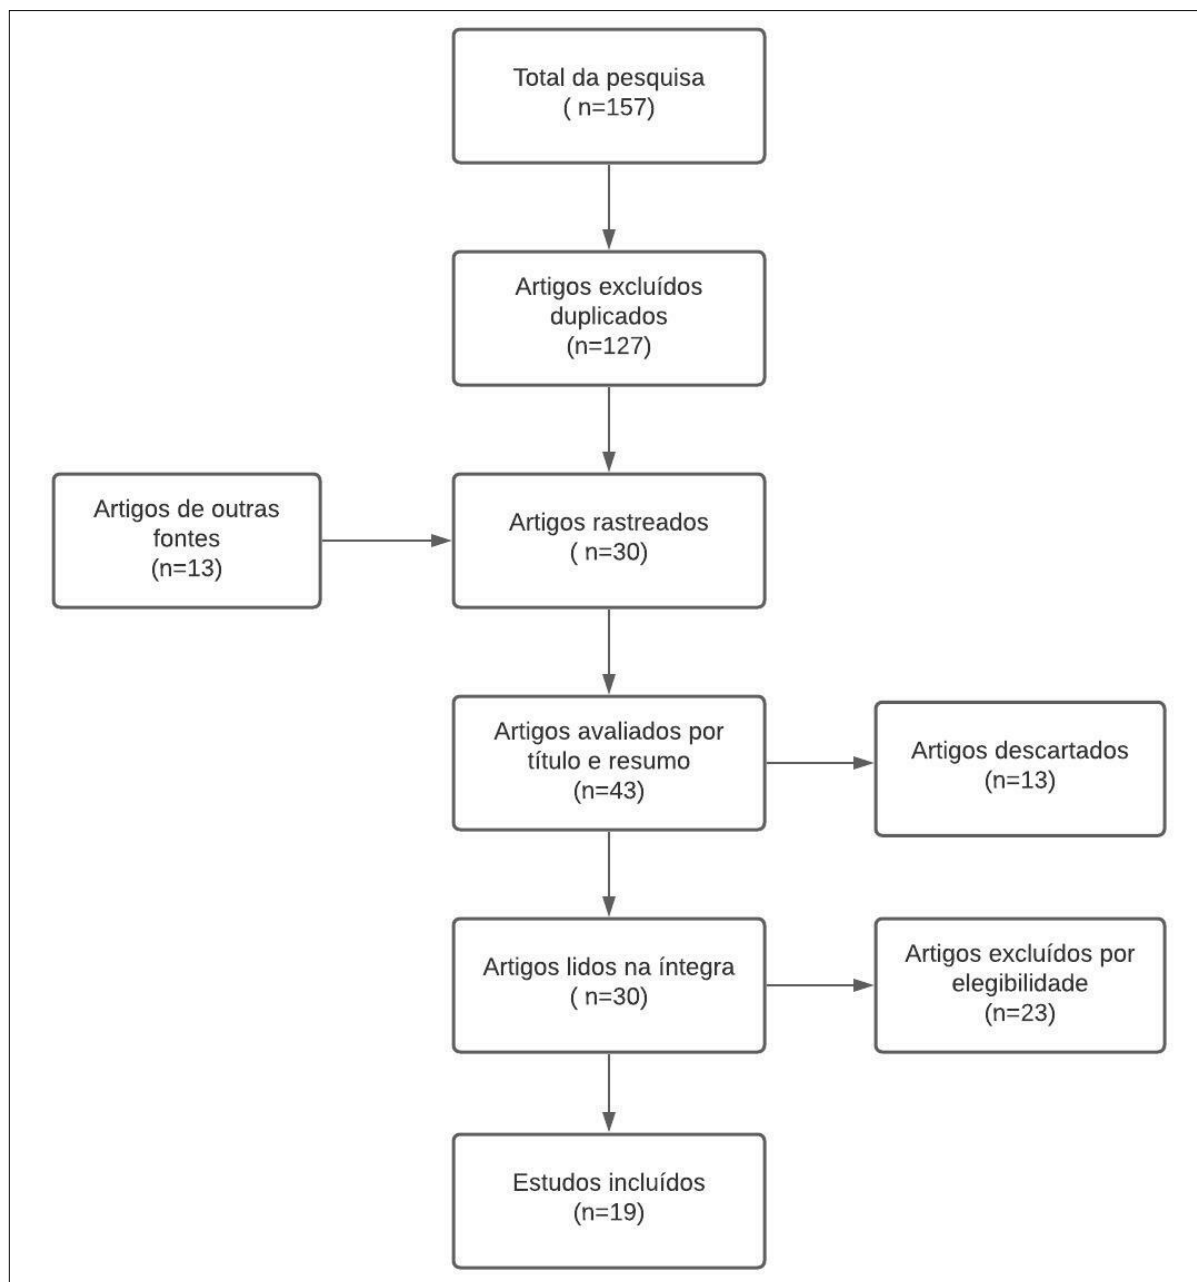 Total da pesquisa
( n=157)
Artigos excluídos
duplicados
(n=127)
Artigos de outras
fontes
(n=13)
Artigos rastreados
( n=30)
Artigos avaliados por
título e resumo
(n=43)
Artigos descartados
(n=13)
Artigos lidos na íntegra
( n=30)
Artigos excluídos por
elegibilidade
(n=23)
Estudos incluídos
(n=19)